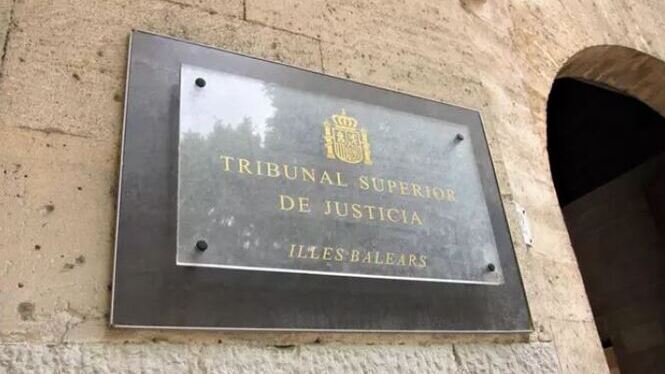 TRIBUNAL SUPERIOR
DE JUSTICIA
ILLES BALEARS